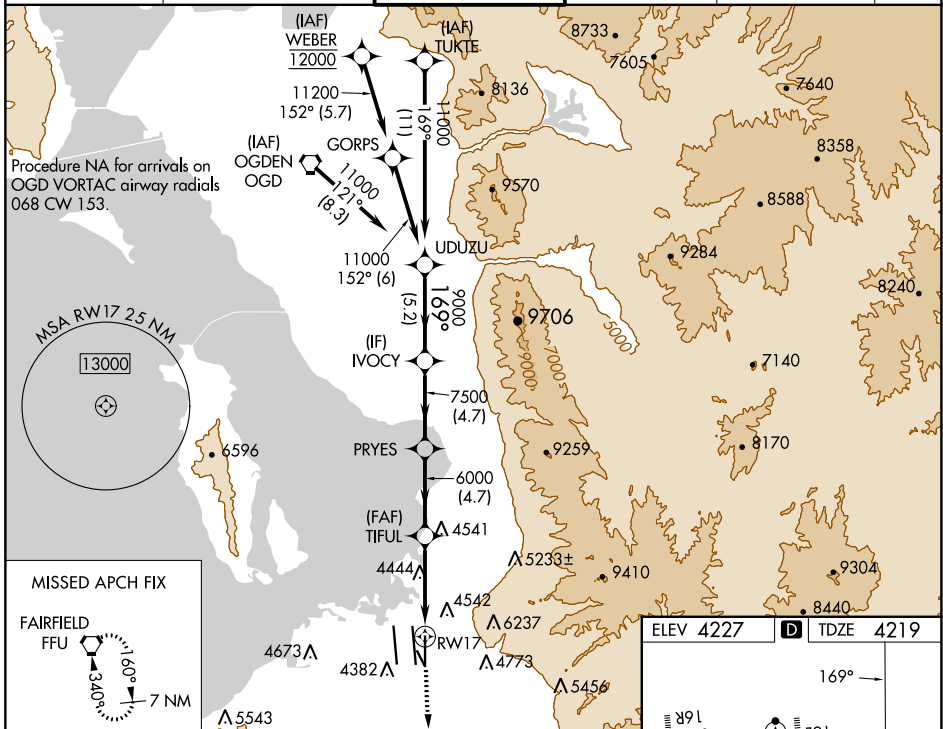 (IAF)
WEBER
12000
(IAF)
TUKTE
8733
7605
7640
8136
11200
152° (5.7)
11000
169°
(11)
8358
GORPS
(IAF)
OGDEN
OGD
11000
121°
(8.3)
Procedure NA for arrivals on
OGD VORTAC airway radials
068 CW 153.
9570
8588
UDUZU
11000
152° (6)
9284
8240
9000
169°
(5.2)
MSA RW17 25 NM
13000
9706
5000
7000
9000
(IF)
IVOCY
7140
7500
(4.7)
6596
PRYES
9259
8170
6000
(4.7)
(FAF)
TIFUL
4541
4444
5233±
9410
9304
MISSED APCH FIX
4542
8440
FAIRFIELD
FFU
6237
RW17
4673
4382
4773
160°
340°
7 NM
5456
5543
ELEV 4227
D
TDZE 4219
169°
16R